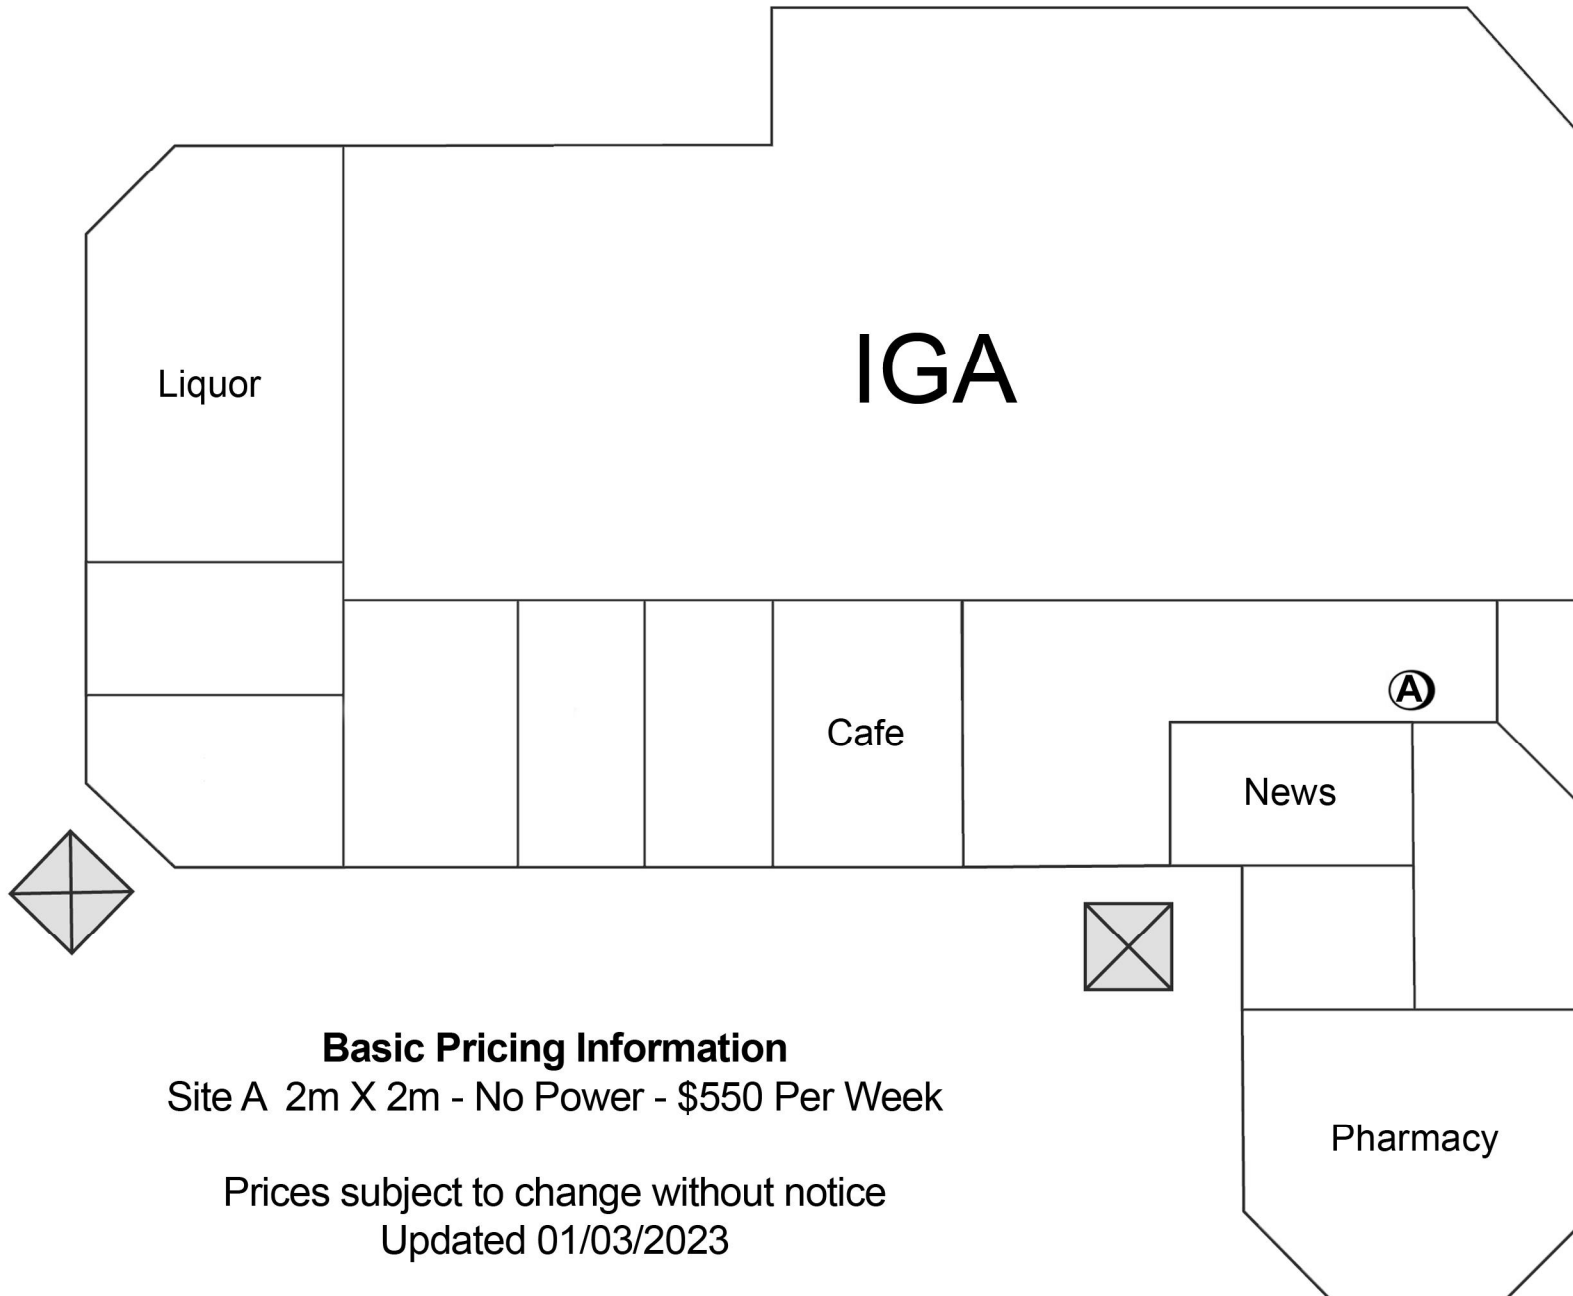 IGA
Liquor
A
Cafe
News
Basic Pricing Information
Site A 2m X 2m - No Power - $550 Per Week
Pharmacy
Prices subject to change without notice
Updated 01/03/2023